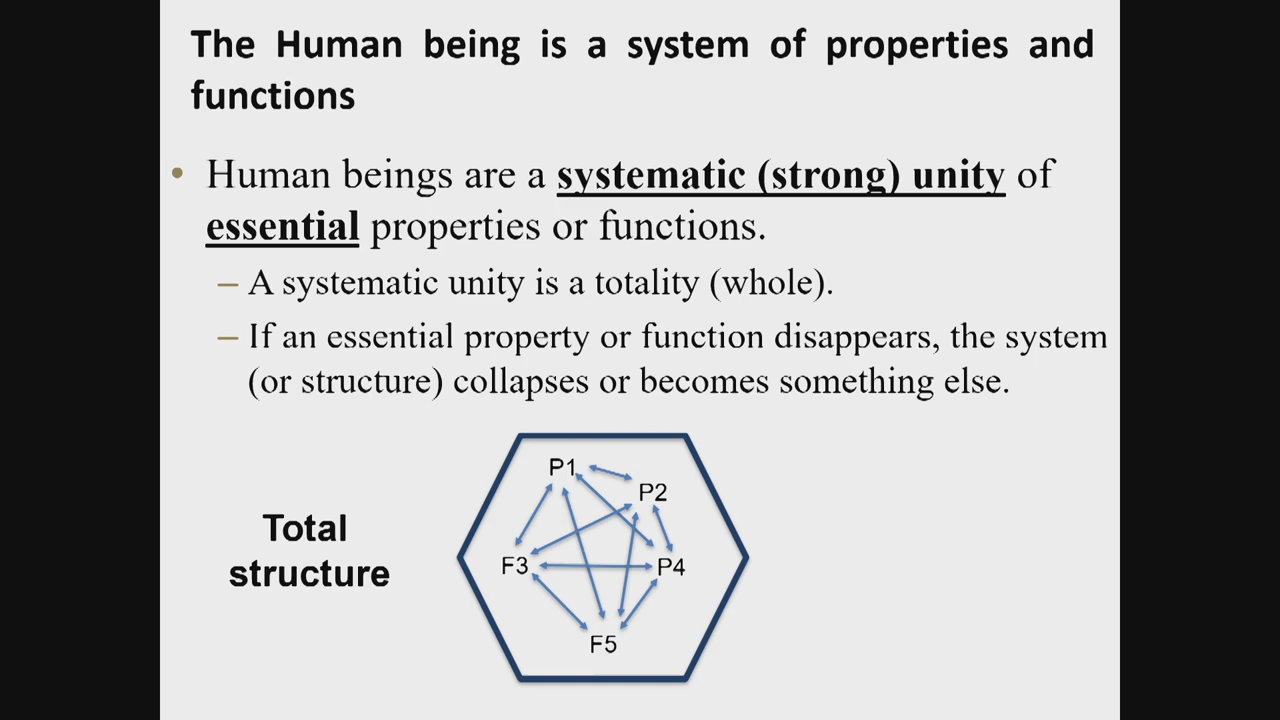 The Human being is a system of properties and
functions
• Human beings are a systematic (strong) unity of
essential properties or functions.
– A systematic unity is a totality (whole).
– If an essential property or function disappears, the system
(or structure) collapses or becomes something else.
Total
structure
P1
P2
F3
P4
F5